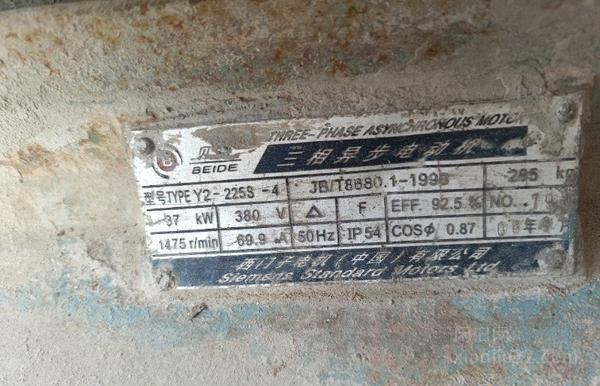 THREE-PHASE ASYNCHRONOUS MOTOR
BEIDE 三相异步电动机
型号TYPE Y2-225S-4 JB/T8680.1-1998 285 kg
37 kW 380 V △ F EFF. 92.5 % NO.
1475 r/min 69.9 A 50Hz IP54 COSΦ 0.87 年 月
西门子电机（中国）有限公司
Siemens Standard Motors Ltd